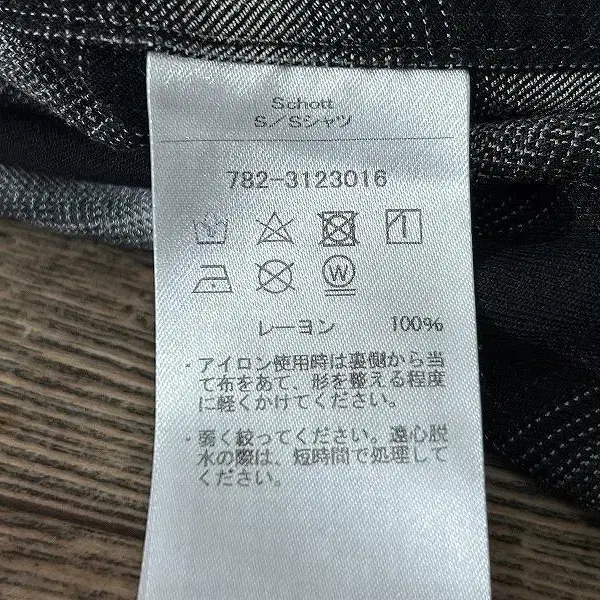 Schott
S／Sシャツ
782-3123016
W
レーヨン 100%
・アイロン使用時は裏側から当
て布をあて、形を整える程度
に軽くかけてください。
・弱く絞ってください。遠心脱
水の際は、短時間で処理して
ください。